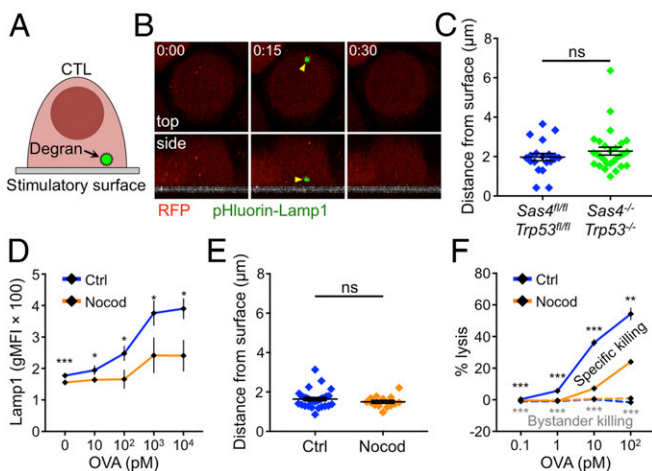 A
CTL
Degran
Stimulatory surface
B
0:00
0:15
0:30
top
side
RFP
pHluorin-Lamp1
C
Distance from surface (μm)
ns
8
6
4
2
0
Sas4fl/fl
Trp53fl/fl
Sas4-/-
Trp53-/-
D
Lamp1 (gMFI × 100)
Ctrl
Nocod
5
4
3
2
1
0
***
*
*
*
*
0
10
10²
10³
10⁴
OVA (pM)
E
Distance from surface (μm)
ns
8
6
4
2
0
Ctrl
Nocod
F
% lysis
Ctrl
Nocod
80
60
40
20
0
-20
***
***
***
**
Specific killing
***
***
***
***
Bystander killing
0.1
1
10
10²
OVA (pM)